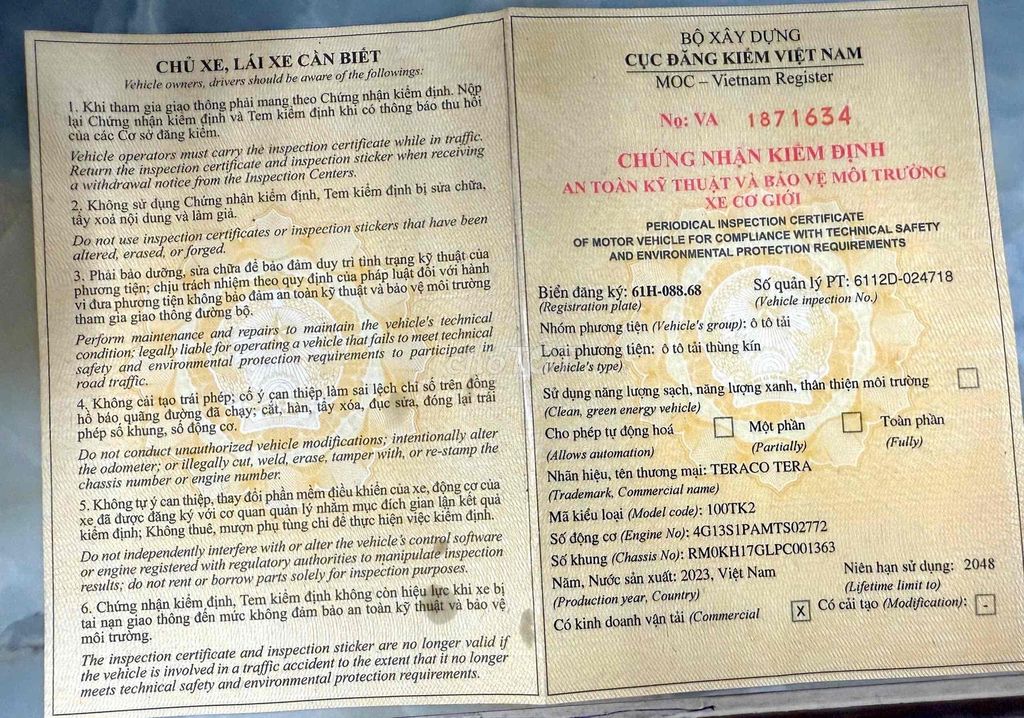 CHỦ XE, LÁI XE CẦN BIẾT
Vehicle owners, drivers should be aware of the followings:
1. Khi tham gia giao thông phải mang theo Chứng nhận kiểm định. Nộp
lại Chứng nhận kiểm định và Tem kiểm định khi có thông báo thu hồi
của các Cơ sở đăng kiểm.
Vehicle operators must carry the inspection certificate while in traffic.
Return the inspection certificate and inspection sticker when receiving
a withdrawal notice from the Inspection Centers.
2. Không sử dụng Chứng nhận kiểm định, Tem kiểm định bị sửa chữa,
tẩy xoá nội dung và làm giả.
Do not use inspection certificates or inspection stickers that have been
altered, erased, or forged.
3. Phải bảo dưỡng, sửa chữa để bảo đảm duy trì tình trạng kỹ thuật của
phương tiện; chịu trách nhiệm theo quy định của pháp luật đối với hành
vi đưa phương tiện không bảo đảm an toàn kỹ thuật và bảo vệ môi trường
tham gia giao thông đường bộ.
Perform maintenance and repairs to maintain the vehicle's technical
condition; legally liable for operating a vehicle that fails to meet technical
safety and environmental protection requirements to participate in
road traffic.
4. Không cải tạo trái phép; cố ý can thiệp làm sai lệch chỉ số trên đồng
hồ báo quãng đường đã chạy; cắt, hàn, tẩy xóa, đục sửa, đóng lại trái
phép số khung, số động cơ.
Do not conduct unauthorized vehicle modifications; intentionally alter
the odometer; or illegally cut, weld, erase, tamper with, or re-stamp the
chassis number or engine number.
5. Không tự ý can thiệp, thay đổi phần mềm điều khiển của xe, động cơ của
xe đã được đăng ký với cơ quan quản lý nhằm mục đích gian lận kết quả
kiểm định; Không thuê, mượn phụ tùng chỉ để thực hiện việc kiểm định.
Do not independently interfere with or alter the vehicle's control software
or engine registered with regulatory authorities to manipulate inspection
results; do not rent or borrow parts solely for inspection purposes.
6. Chứng nhận kiểm định, Tem kiểm định không còn hiệu lực khi xe bị
tai nạn giao thông đến mức không đảm bảo an toàn kỹ thuật và bảo vệ
môi trường.
The inspection certificate and inspection sticker are no longer valid if
the vehicle is involved in a traffic accident to the extent that it no longer
meets technical safety and environmental protection requirements.
BỘ XÂY DỰNG
CỤC ĐĂNG KIỂM VIỆT NAM
MOC – Vietnam Register
No: VA 1871634
CHỨNG NHẬN KIỂM ĐỊNH
AN TOÀN KỸ THUẬT VÀ BẢO VỆ MÔI TRƯỜNG
XE CƠ GIỚI
PERIODICAL INSPECTION CERTIFICATE
OF MOTOR VEHICLE FOR COMPLIANCE WITH TECHNICAL SAFETY
AND ENVIRONMENTAL PROTECTION REQUIREMENTS
Biển đăng ký: 61H-088.68 Số quản lý PT: 6112D-024718
(Registration plate) (Vehicle inpection No.)
Nhóm phương tiện (Vehicle's group): ô tô tải
Loại phương tiện: ô tô tải thùng kín
(Vehicle's type)
Sử dụng năng lượng sạch, năng lượng xanh, thân thiện môi trường
(Clean, green energy vehicle)
Cho phép tự động hoá Một phần Toàn phần
(Allows automation) (Partially) (Fully)
Nhãn hiệu, tên thương mại: TERACO TERA
(Trademark, Commercial name)
Mã kiểu loại (Model code): 100TK2
Số động cơ (Engine No): 4G13S1PAMTS02772
Số khung (Chassis No): RM0KH17GLPC001363
Năm, Nước sản xuất: 2023, Việt Nam Niên hạn sử dụng: 2048
(Production year, Country) (Lifetime limit to)
Có kinh doanh vận tải (Commercial X Có cải tạo (Modification): -